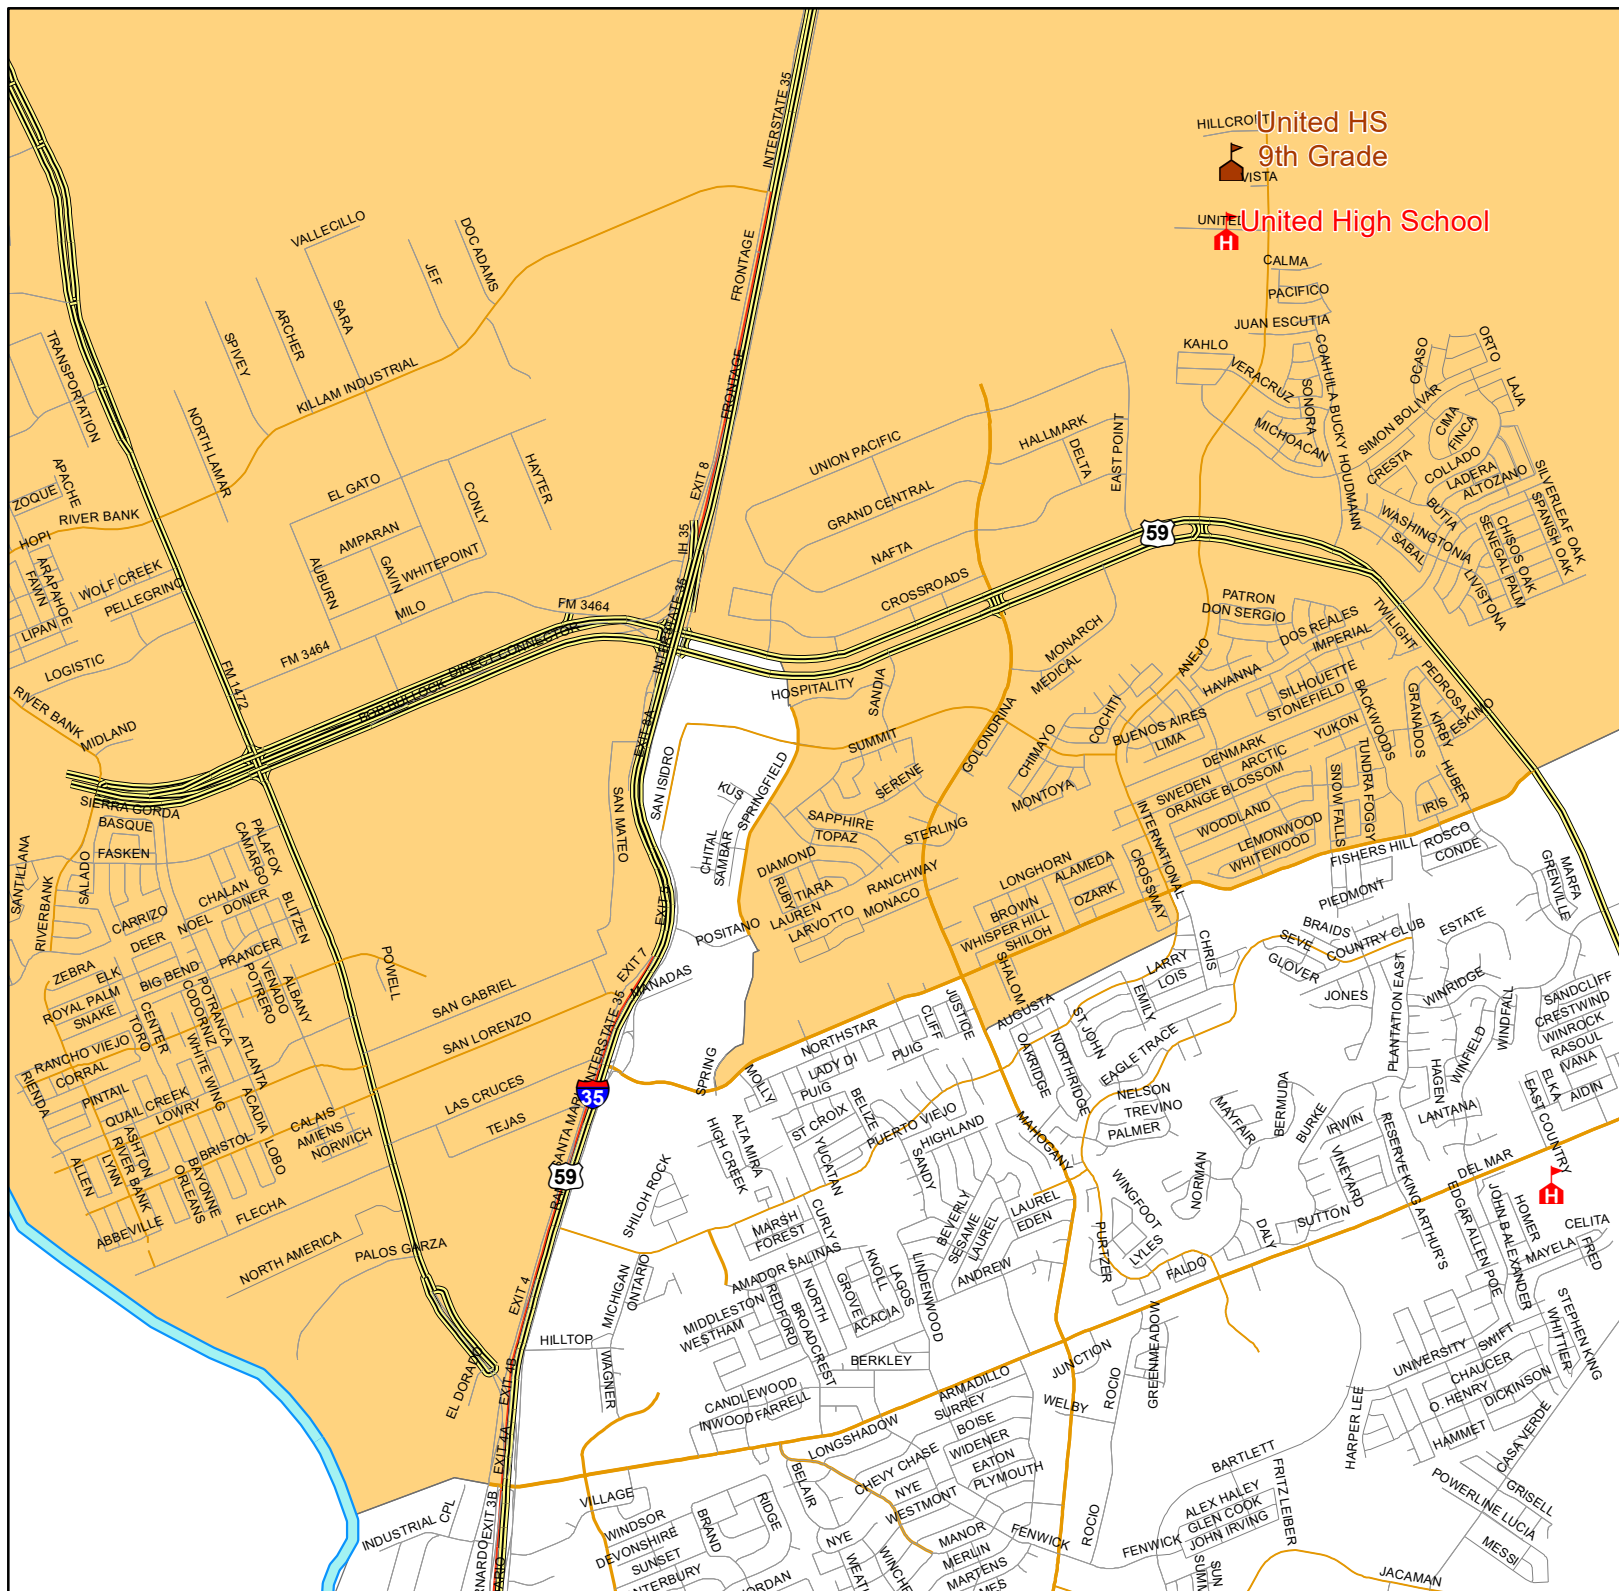 INTERSTATE 35
HILLCROIT
United HS
9th Grade
VISTA
United High School
H
VALLECILLO
DOC ADAMS
JEF
SARA
ARCHER
SPIVEY
FRONTAGE
FRONTAGE
CALMA
PACIFICO
JUAN ESCUTIA
KAHLO
VERACRUZ
SONORA
COAHUILA
BUCKY HOUDMANN
MICHOACAN
OCASO
ORTO
LAJA
SIMON BOLIVAR
CIMA
FINCA
CRESTA
COLLADO
LADERA
ALTOZANO
SILVERLEAF OAK
SPANISH OAK
CHISOS OAK
SENEGAL PALM
BUTIA
WASHINGTONIA
SABAL
LIVISTONA
TRANSPORTATION
KILLAM INDUSTRIAL
NORTH LAMAR
APACHE
ZOQUE
RIVER BANK
HOPI
ARAPAHOE
FAWN
LIPAN
WOLF CREEK
PELLEGRINO
LOGISTIC
EL GATO
HAYTER
CONLY
AMPARAN
GAVIN
WHITEPOINT
AUBURN
MILO
FM 3464
FM 3464
EXIT 8
IH 35
INTERSTATE 35
UNION PACIFIC
HALLMARK
DELTA
EAST POINT
GRAND CENTRAL
NAFTA
CROSSROADS
59
PATRON
DON SERGIO
DOS REALES
IMPERIAL
TWILIGHT
ANEJO
HAVANNA
SILHOUETTE
STONEFIELD
BACKWOODS
GRANADOS
PEDROSA
KIRBY
ESKIMO
MONARCH
MEDICAL
COCHITI
CHIMAYO
BUENOS AIRES
LIMA
MONTOYA
DENMARK
ARCTIC
YUKON
TUNDRA
FOGGY
SWEDEN
ORANGE BLOSSOM
WOODLAND
LEMONWOOD
WHITEWOOD
SNOW FALLS
HUBER
IRIS
FM 1472
BOB BULLOCK
DIRECT CONNECTOR
RIVER BANK
MIDLAND
SIERRA GORDA
BASQUE
FASKEN
SALADO
SANTILLANA
RIVERBANK
PALAFOX
CAMARGO
CHALAN
DONER
BLITZEN
NOEL
CARRIZO
DEER
PRANCER
BIG BEND
ELK
ZEBRA
ROYAL PALM
SNAKE
CENTER
TORO
RANCHO VIEJO
CORRAL
RIENDA
PINTAIL
QUAIL CREEK
LOWRY
POTRANCA
CODORNIZ
WHITE WING
VENADO
POTRERO
ALBANY
POWELL
ATLANTA
ACADIA
LOBO
CALAIS
AMIENS
NORWICH
BRISTOL
ALLEN
LYNN
RIVER BANK
ASHTON
BAYONNE
ORLEANS
ABBEVILLE
FLECHA
NORTH AMERICA
PALOS GARZA
EL DORADO
SAN GABRIEL
SAN LORENZO
LAS CRUCES
TEJAS
HOSPITALITY
SANDIA
SUMMIT
GOLONDRINA
SERENE
EXIT 8A
SAN ISIDRO
SAN MATEO
KUS
SPRINGFIELD
CHITAL
SAMBAR
SAPPHIRE
TOPAZ
STERLING
DIAMOND
RUBY
TIARA
LAUREN
LARVOTTO
RANCHWAY
MONACO
POSITANO
MANADAS
EXIT 7
INTERSTATE 35
35
59
LONGHORN
ALAMEDA
BROWN
OZARK
WHISPER HILL
SHILOH
CROSSWAY
INTERNATIONAL
FISHERS HILL
ROSCO
CONDE
PIEDMONT
MARFA
GRENVILLE
BRAIDS
SEVE
GLOVER
COUNTRY CLUB
ESTATE
JONES
PLANTATION EAST
WINRIDGE
WINDFALL
WINFIELD
SANDCLIFF
CRESTWIND
WINROCK
RASOUL
IVANA
ELKA
AIDIN
EAST COUNTRY
HAGEN
LANTANA
CHRIS
LARRY
LOIS
EMILY
SHALOM
AUGUSTA
ST JOHN
EAGLE TRACE
OAKRIDGE
NORTHRIDGE
NELSON
TREVINO
PALMER
JUSTICE
CLIFF
NORTHSTAR
LADY DI
PUIG
PUIG
MOLLY
SPRING
ST CROIX
BELIZE
PUERTO VIEJO
HIGHLAND
YUCATAN
ALTA MIRA
HIGH CREEK
SHILOH ROCK
SANDY
MAHOGANY
MAYFAIR
BERMUDA
BURKE
IRWIN
VINEYARD
RESERVE
KING ARTHUR'S
DEL MAR
H
NORMAN
WINGFOOT
LYLES
FALDO
PURTZER
DALY
SUTTON
EDGAR ALLEN POE
JOHN B ALEXANDER
HOMER
CELITA
MAYELA
FRED
MARSH
FOREST
CURLY
BEVERLY
SESAME
LAUREL
LAUREL
EDEN
ANDREW
AMADOR SALINAS
KNOLL
LAGOS
LINDENWOOD
GROVE
ACACIA
NORTH
BROADCREST
REDFORD
MIDDLESTON
WESTHAM
MICHIGAN
ONTARIO
HILLTOP
WAGNER
BERKLEY
CANDLEWOOD
INWOOD
FARRELL
EXIT 4
EXIT 4B
EXIT 4A
EXIT 3B
ARMADILLO
SURREY
BOISE
WIDENER
EATON
PLYMOUTH
LONGSHADOW
CHEVY CHASE
NYE
WESTMONT
NYE
BELAIR
JUNCTION
WELBY
ROCIO
GREENMEADOW
ROCIO
FENWICK
FENWICK
MANOR
MERLIN
MARTENS
STEPHEN KING
WHITTIER
UNIVERSITY
SWIFT
CHAUCER
O. HENRY
DICKINSON
HAMMET
HARPER LEE
CASA VERDE
BARTLETT
FRITZ LEIBER
ALEX HALEY
GLEN COOK
JOHN IRVING
POWERLINE
LUCIA
GRISELL
MESSI
JACAMAN
INDUSTRIAL
CPL
VILLAGE
WINDSOR
DEVONSHIRE
SUNSET
BRAND
RIDGE